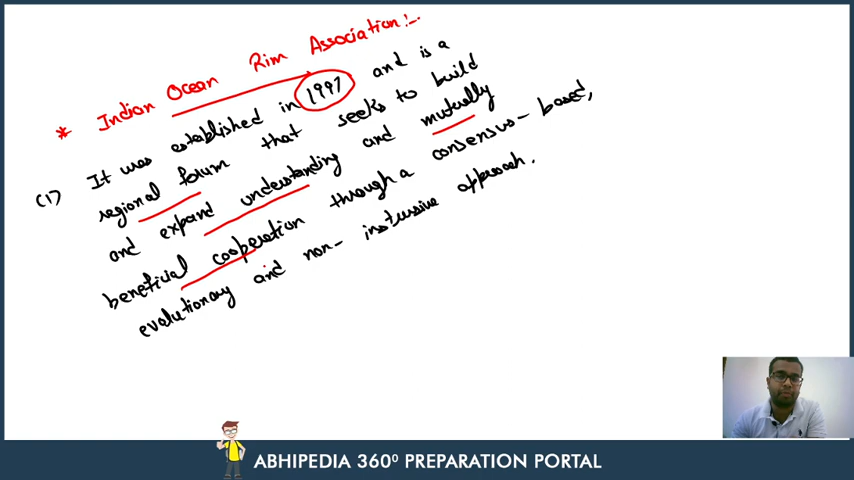 * Indian Ocean Rim Association:-
(1) It was established in 1997 and is a
regional forum that seeks to build
and expand understanding and mutually
beneficial cooperation through a consensus-based,
evolutionary and non-instrusive approach.
ABHIPEDIA 360° PREPARATION PORTAL